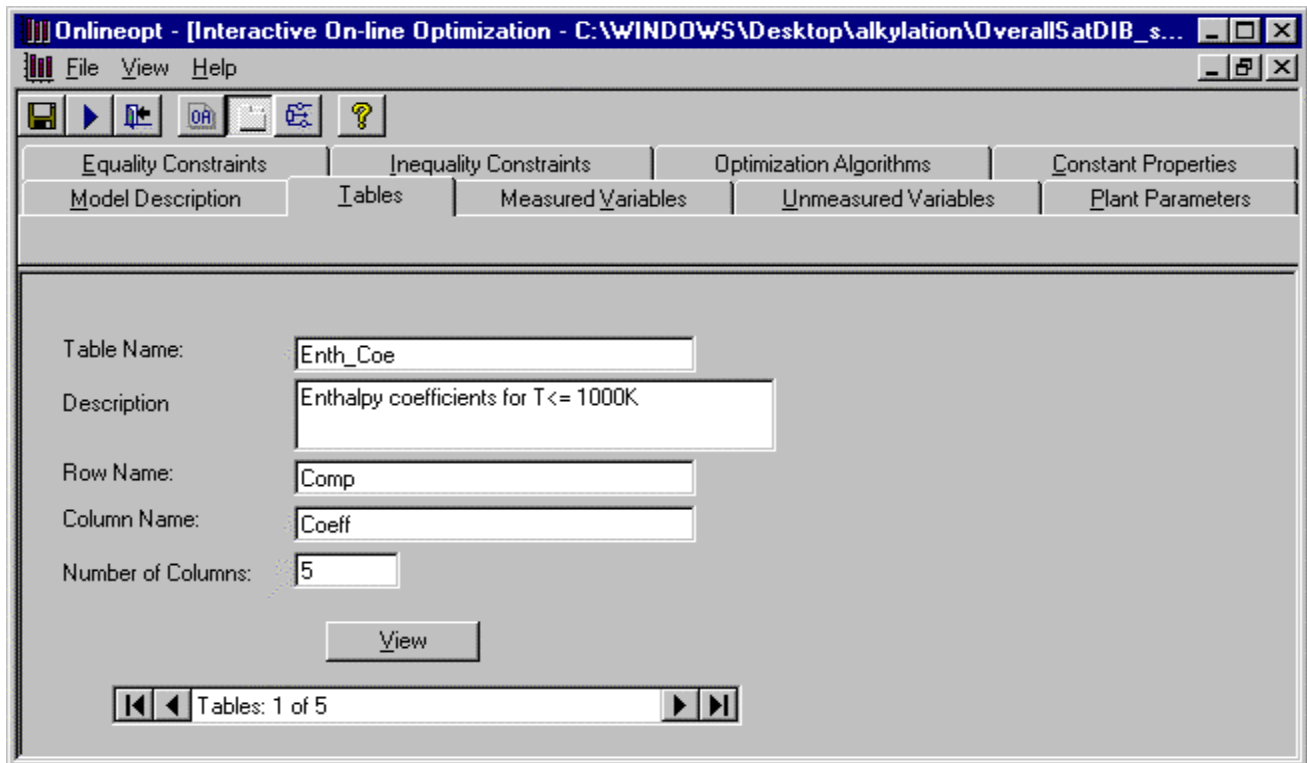 Onlineopt - [Interactive On-line Optimization - C:\WINDOWS\Desktop\alkylation\OverallSatDIB_s...
File View Help
OA ?
Equality Constraints Inequality Constraints Optimization Algorithms Constant Properties
Model Description Tables Measured Variables Unmeasured Variables Plant Parameters
Table Name: Enth_Coe
Description Enthalpy coefficients for T<= 1000K
Row Name: Comp
Column Name: Coeff
Number of Columns: 5
View
Tables: 1 of 5